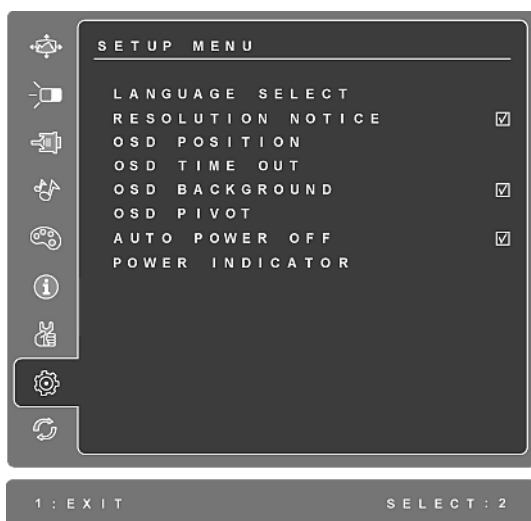 SETUP MENU
LANGUAGE SELECT
RESOLUTION NOTICE
OSD POSITION
OSD TIME OUT
OSD BACKGROUND
OSD PIVOT
AUTO POWER OFF
POWER INDICATOR
1:EXIT SELECT:2